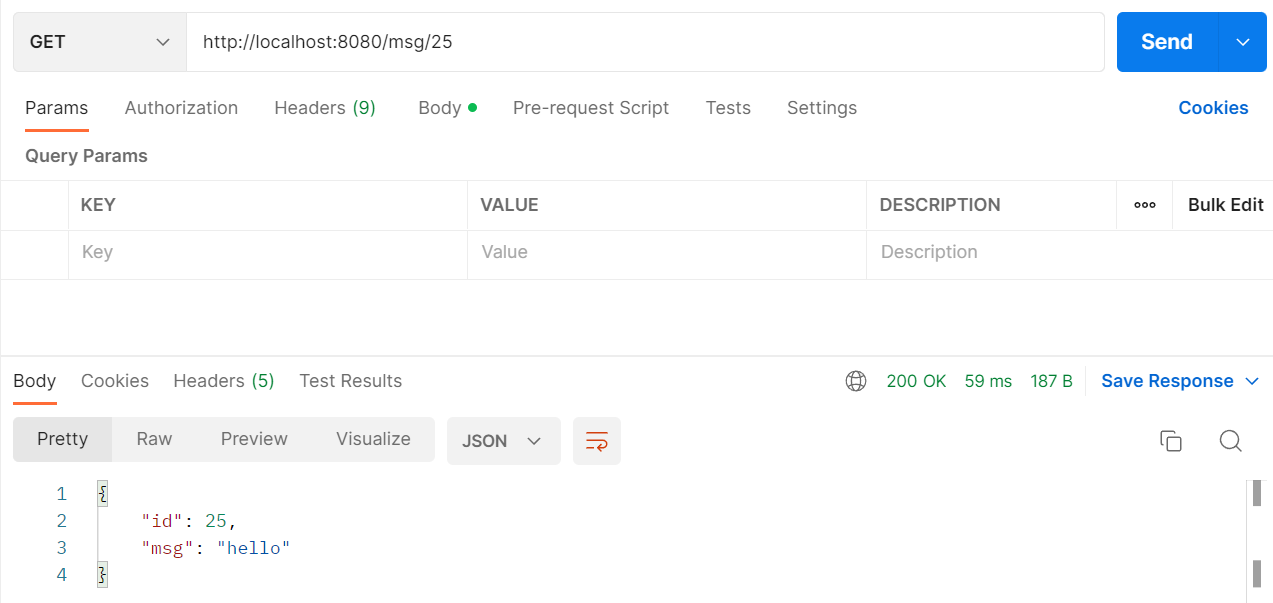 GET http://localhost:8080/msg/25 Send
Params Authorization Headers (9) Body Pre-request Script Tests Settings Cookies
Query Params
KEY VALUE DESCRIPTION Bulk Edit
Key Value Description
Body Cookies Headers (5) Test Results 200 OK 59 ms 187 B Save Response
Pretty Raw Preview Visualize JSON
1 {
2 "id": 25,
3 "msg": "hello"
4 }